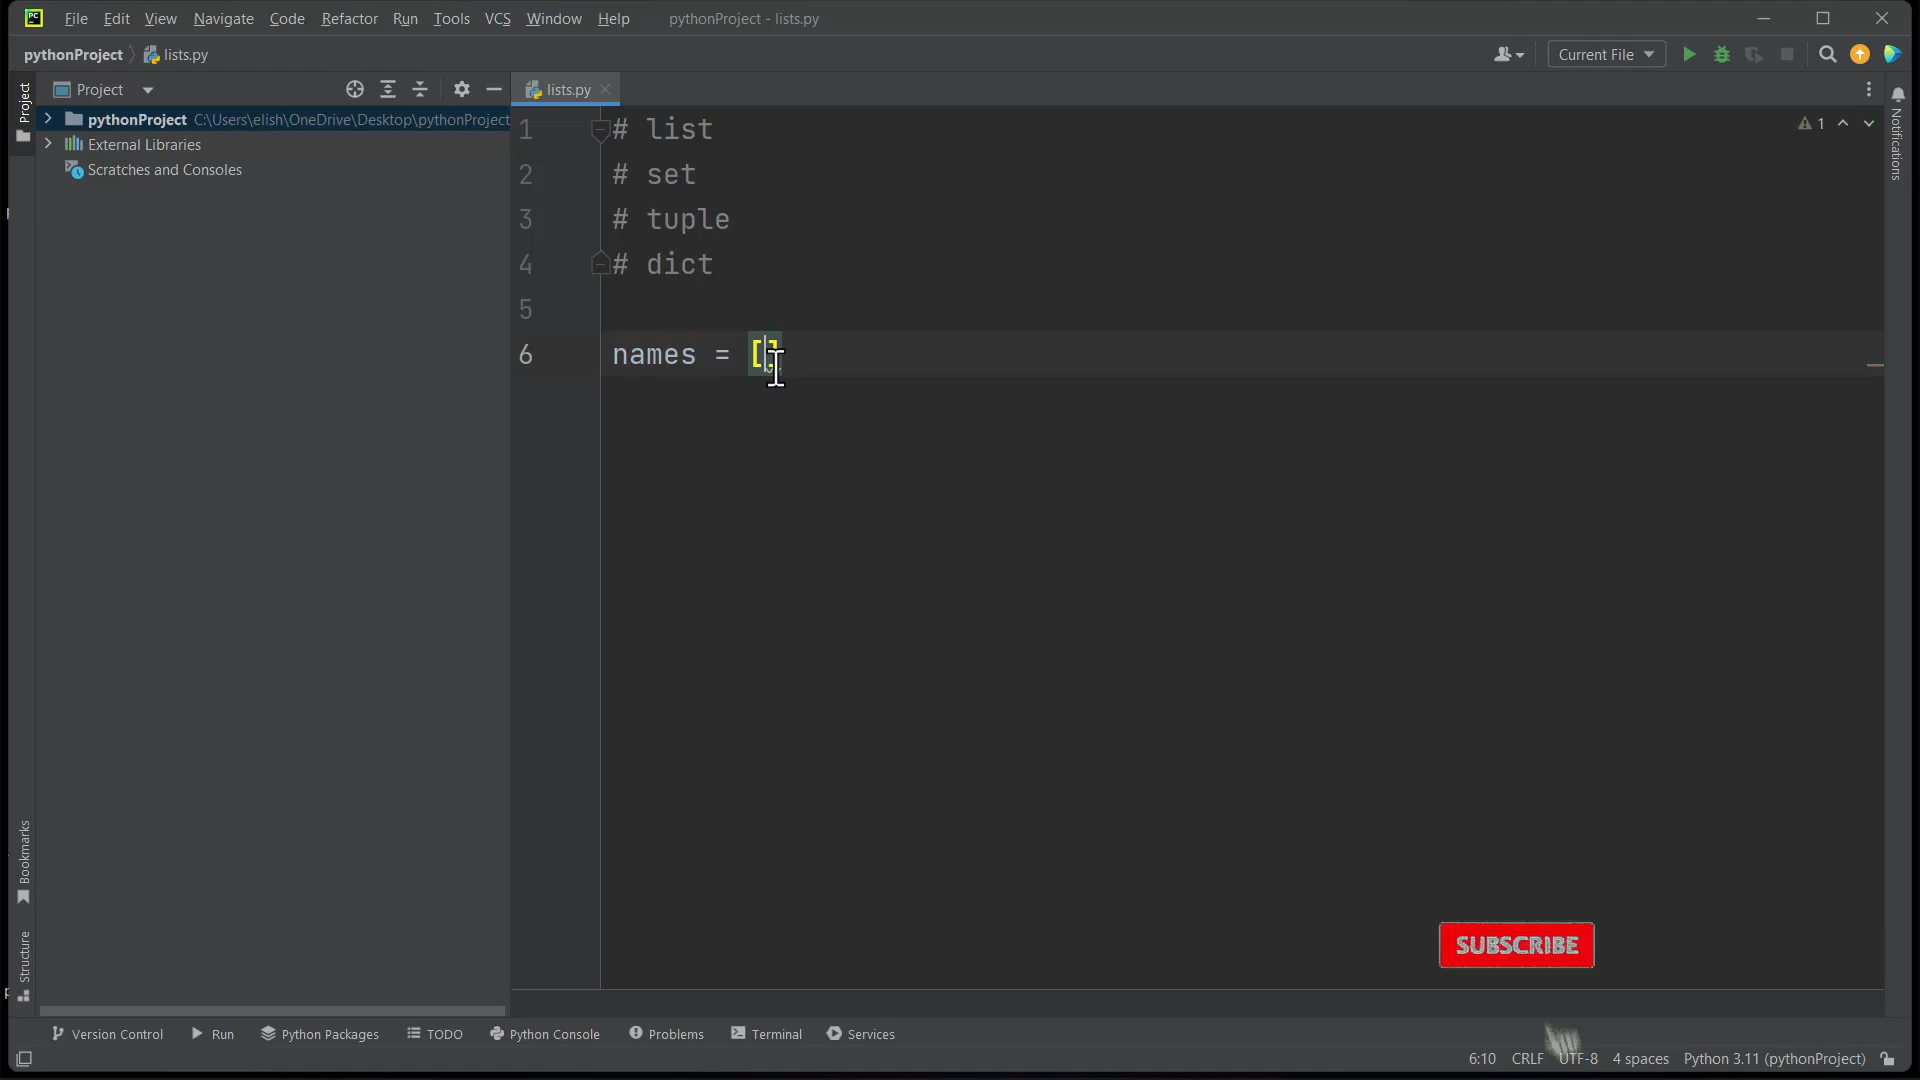 PC File Edit View Navigate Code Refactor Run Tools VCS Window Help pythonProject - lists.py
pythonProject lists.py Current File
Project Project lists.py
pythonProject C:\Users\elish\OneDrive\Desktop\pythonProject
External Libraries
Scratches and Consoles
1 # list
2 # set
3 # tuple
4 # dict
5
6 names = []
1
Notifications
Bookmarks
Structure
SUBSCRIBE
Version Control Run Python Packages TODO Python Console Problems Terminal Services
6:10 CRLF UTF-8 4 spaces Python 3.11 (pythonProject)